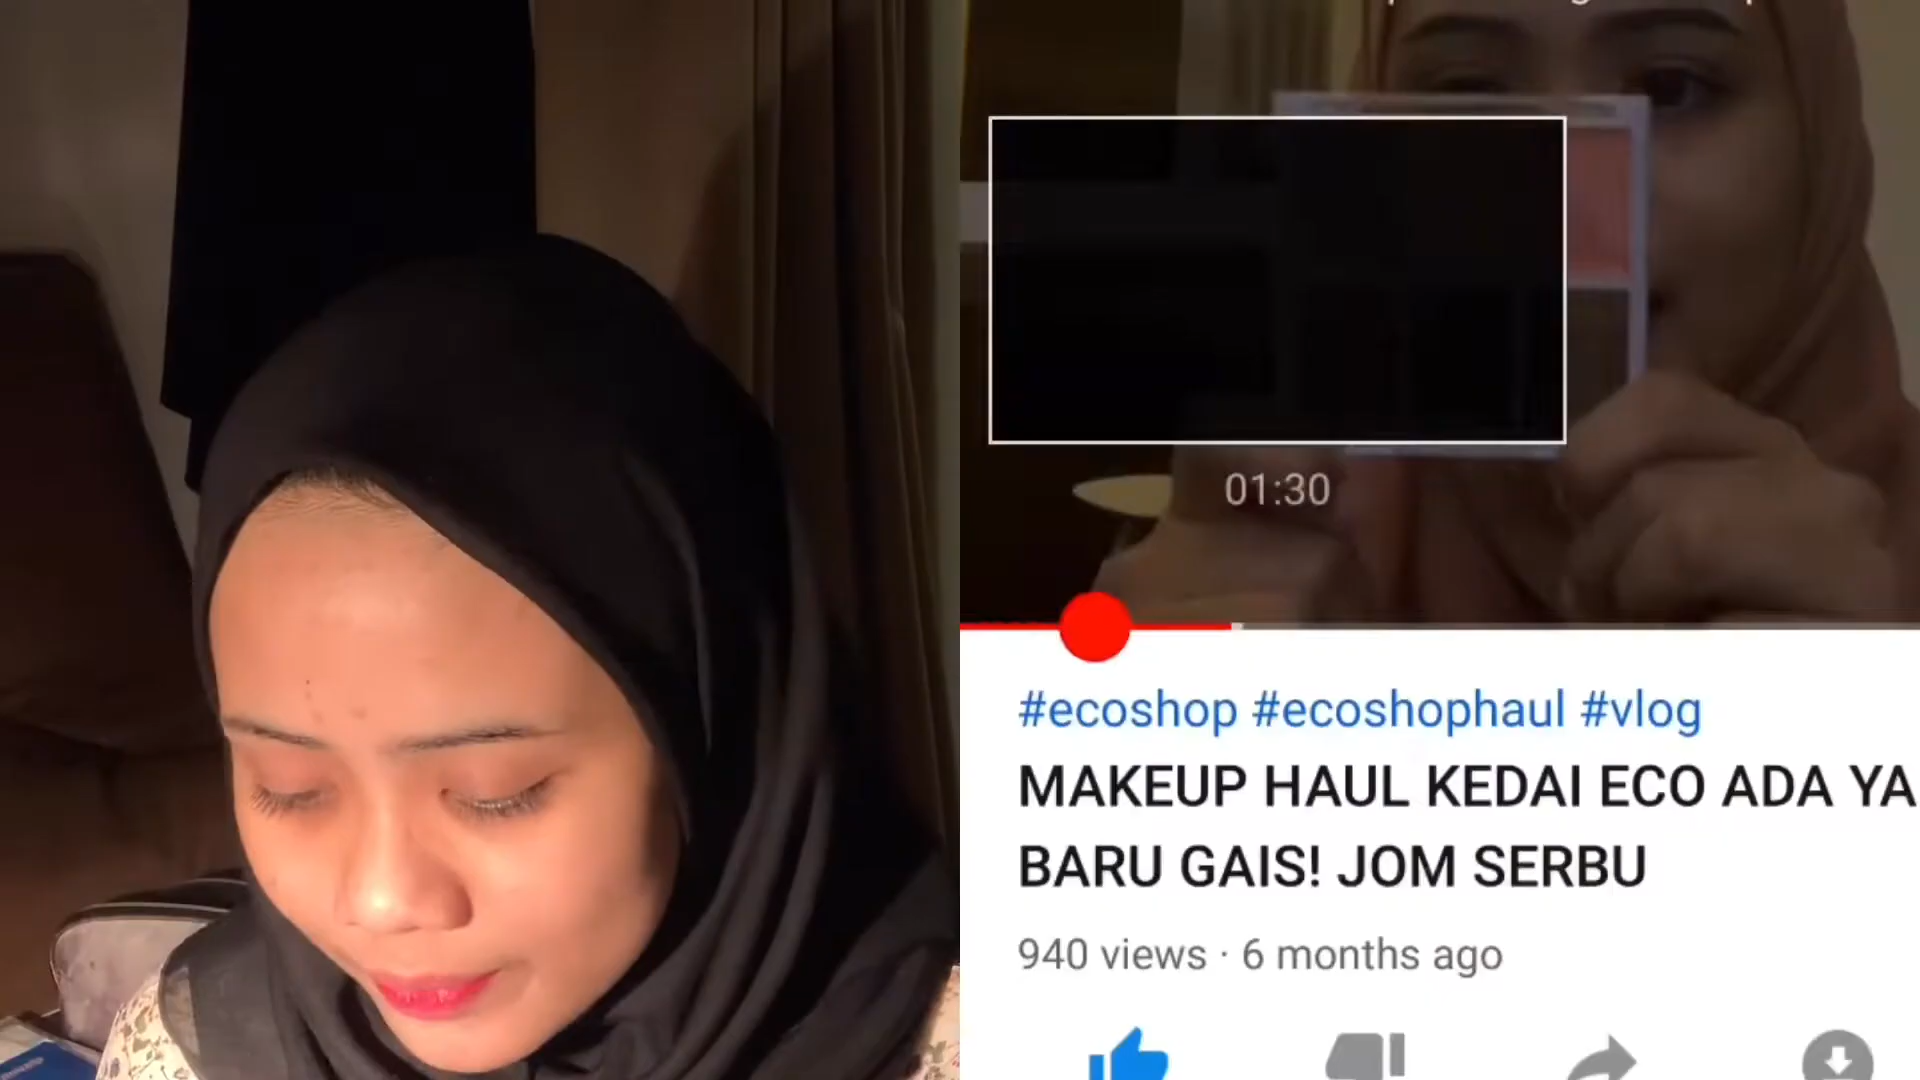 01:30
#ecoshop #ecoshophaul #vlog
MAKEUP HAUL KEDAI ECO ADA YA
BARU GAIS! JOM SERBU
940 views · 6 months ago